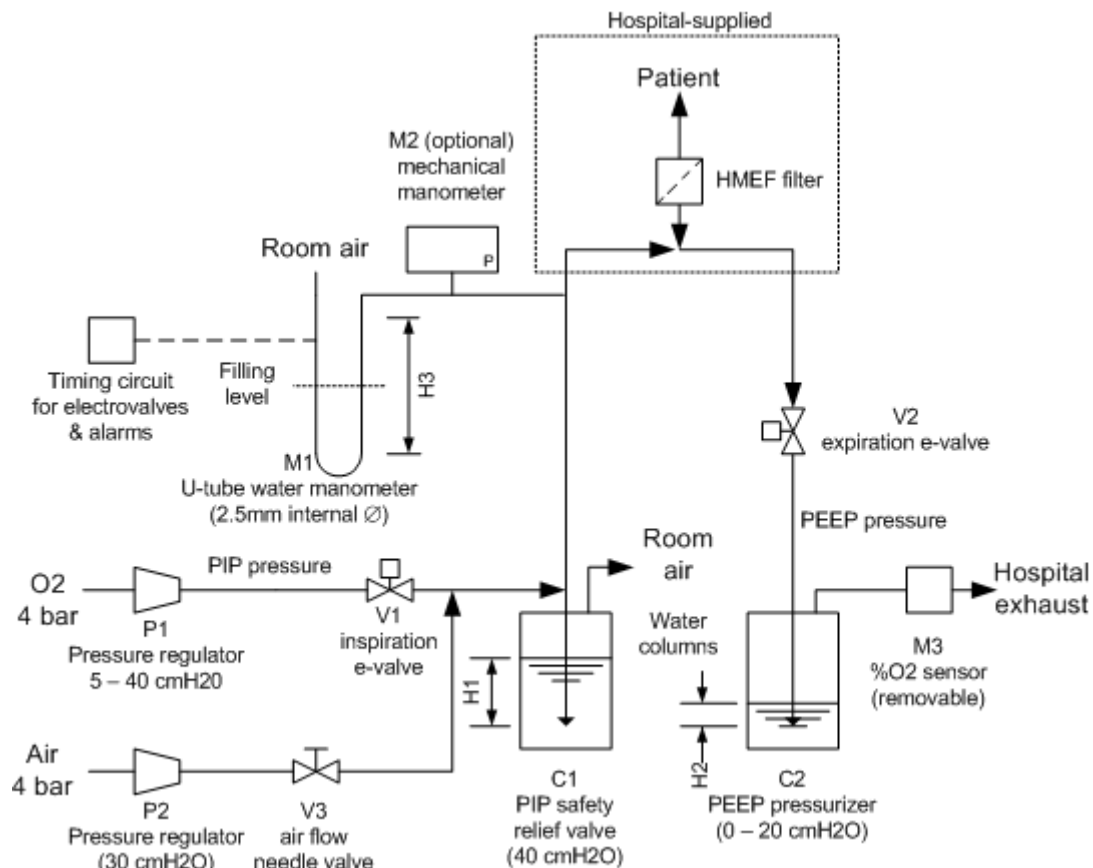 Hospital-supplied
Patient
HMEF filter
M2 (optional)
mechanical
manometer
P
Room air
Timing circuit
for electrovalves
& alarms
Filling
level
H3
M1
U-tube water manometer
(2.5mm internal Ø)
V2
expiration e-valve
PEEP pressure
O2
4 bar
P1
Pressure regulator
5 – 40 cmH20
PIP pressure
V1
inspiration
e-valve
Room
air
H1
Water
columns
H2
Hospital
exhaust
M3
%O2 sensor
(removable)
Air
4 bar
P2
Pressure regulator
(30 cmH2O)
V3
air flow
needle valve
C1
PIP safety
relief valve
(40 cmH2O)
C2
PEEP pressurizer
(0 – 20 cmH2O)